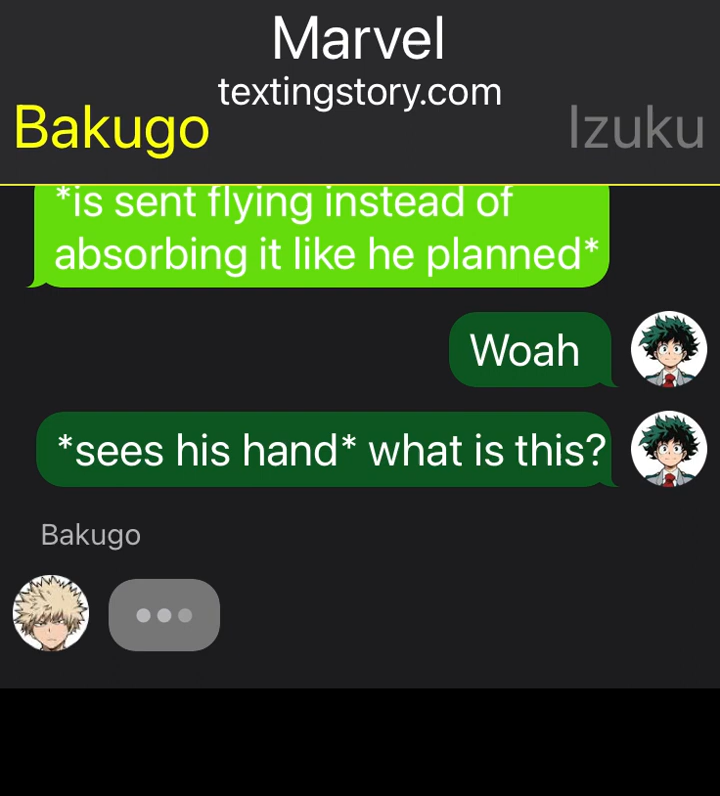 Marvel
textingstory.com
Bakugo
Izuku
*is sent flying instead of
absorbing it like he planned*
Woah
*sees his hand* what is this?
Bakugo